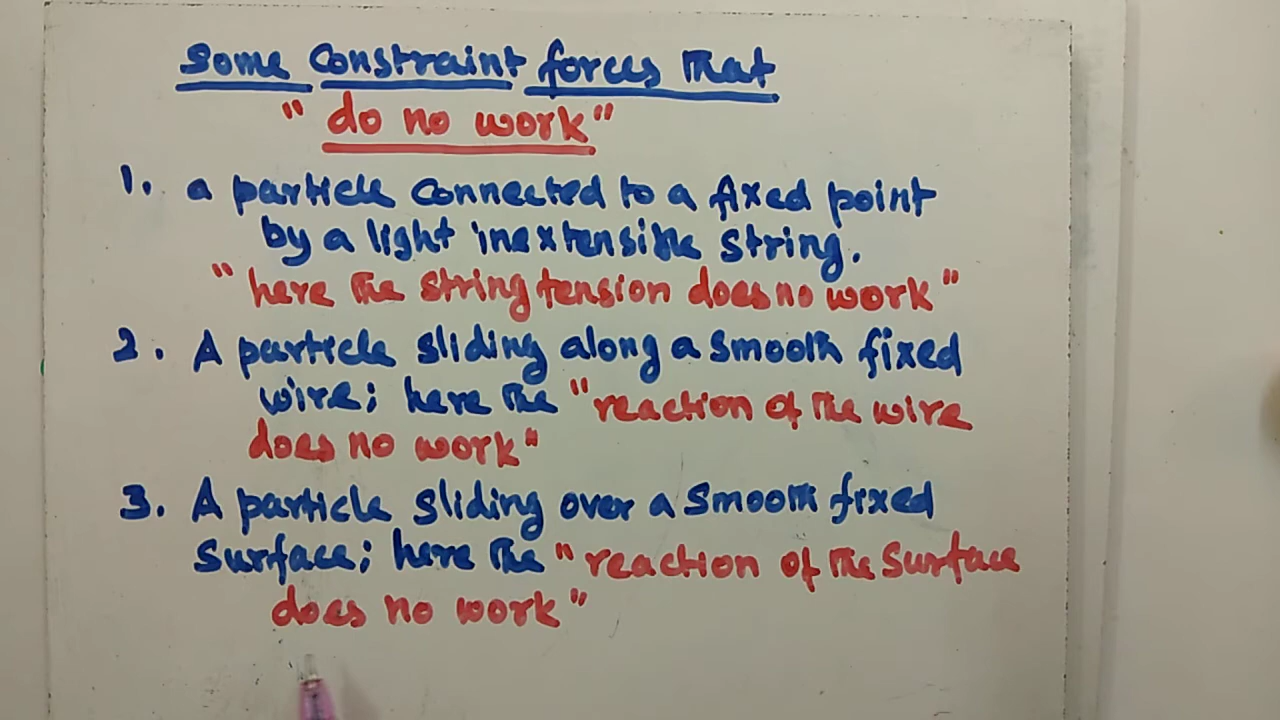 Some Constraint forces that
" do no work"
1. a particle connected to a fixed point
by a light inextensible string.
"here the string tension does no work"
2. A particle sliding along a smooth fixed
wire; here the "reaction of the wire
does no work"
3. A particle sliding over a smooth fixed
surface; here the "reaction of the surface
does no work"